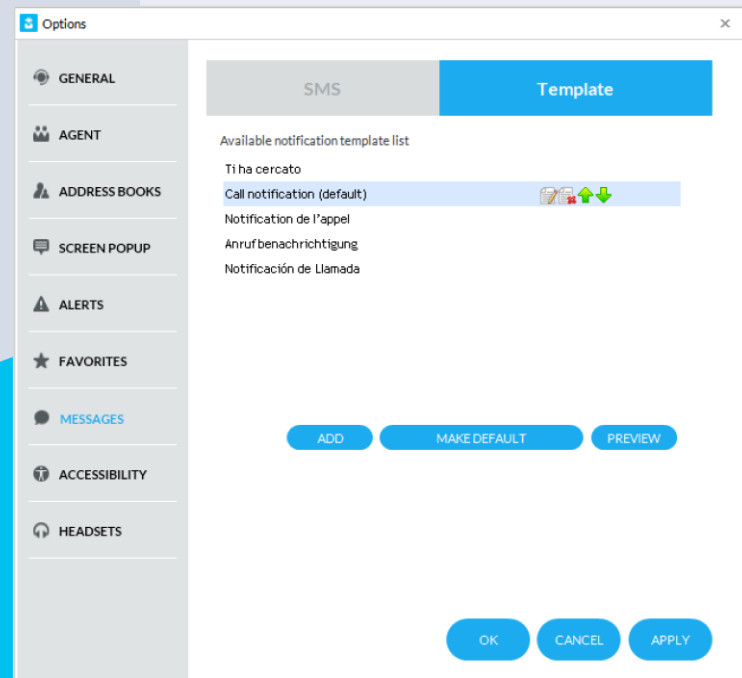 Options
GENERAL
AGENT
ADDRESS BOOKS
SCREEN POPUP
ALERTS
FAVORITES
MESSAGES
ACCESSIBILITY
HEADSETS
SMS
Template
Available notification template list
Ti ha cercato
Call notification (default)
Notification de l'appel
Anrufbenachrichtigung
Notificación de Llamada
ADD
MAKE DEFAULT
PREVIEW
OK
CANCEL
APPLY